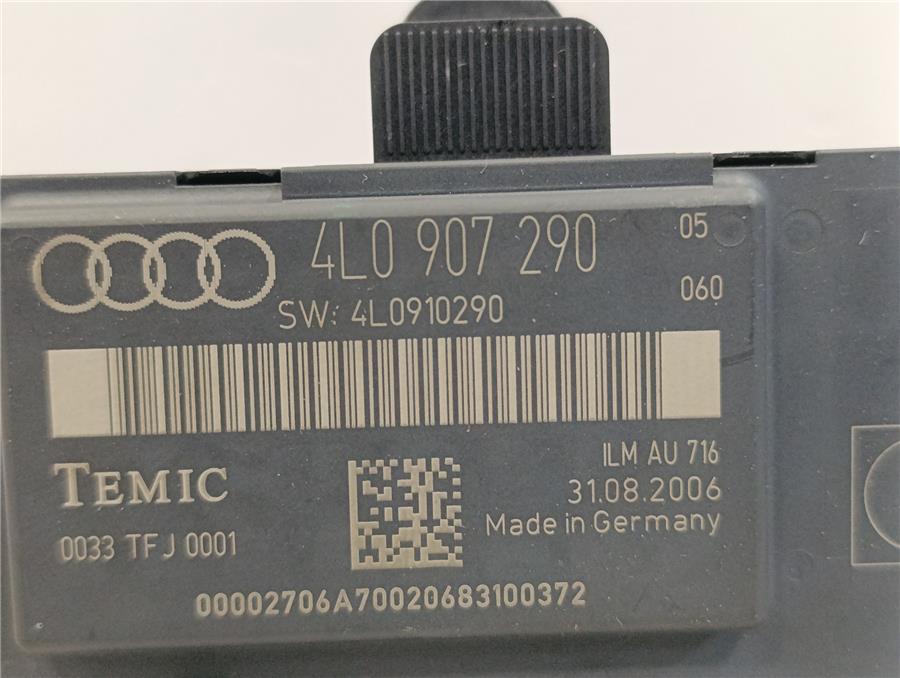 4L0 907 290 05
SW: 4L0910290 060
TEMIC
ILM AU 716
31.08.2006
0033 TFJ 0001
Made in Germany
00002706A70020683100372